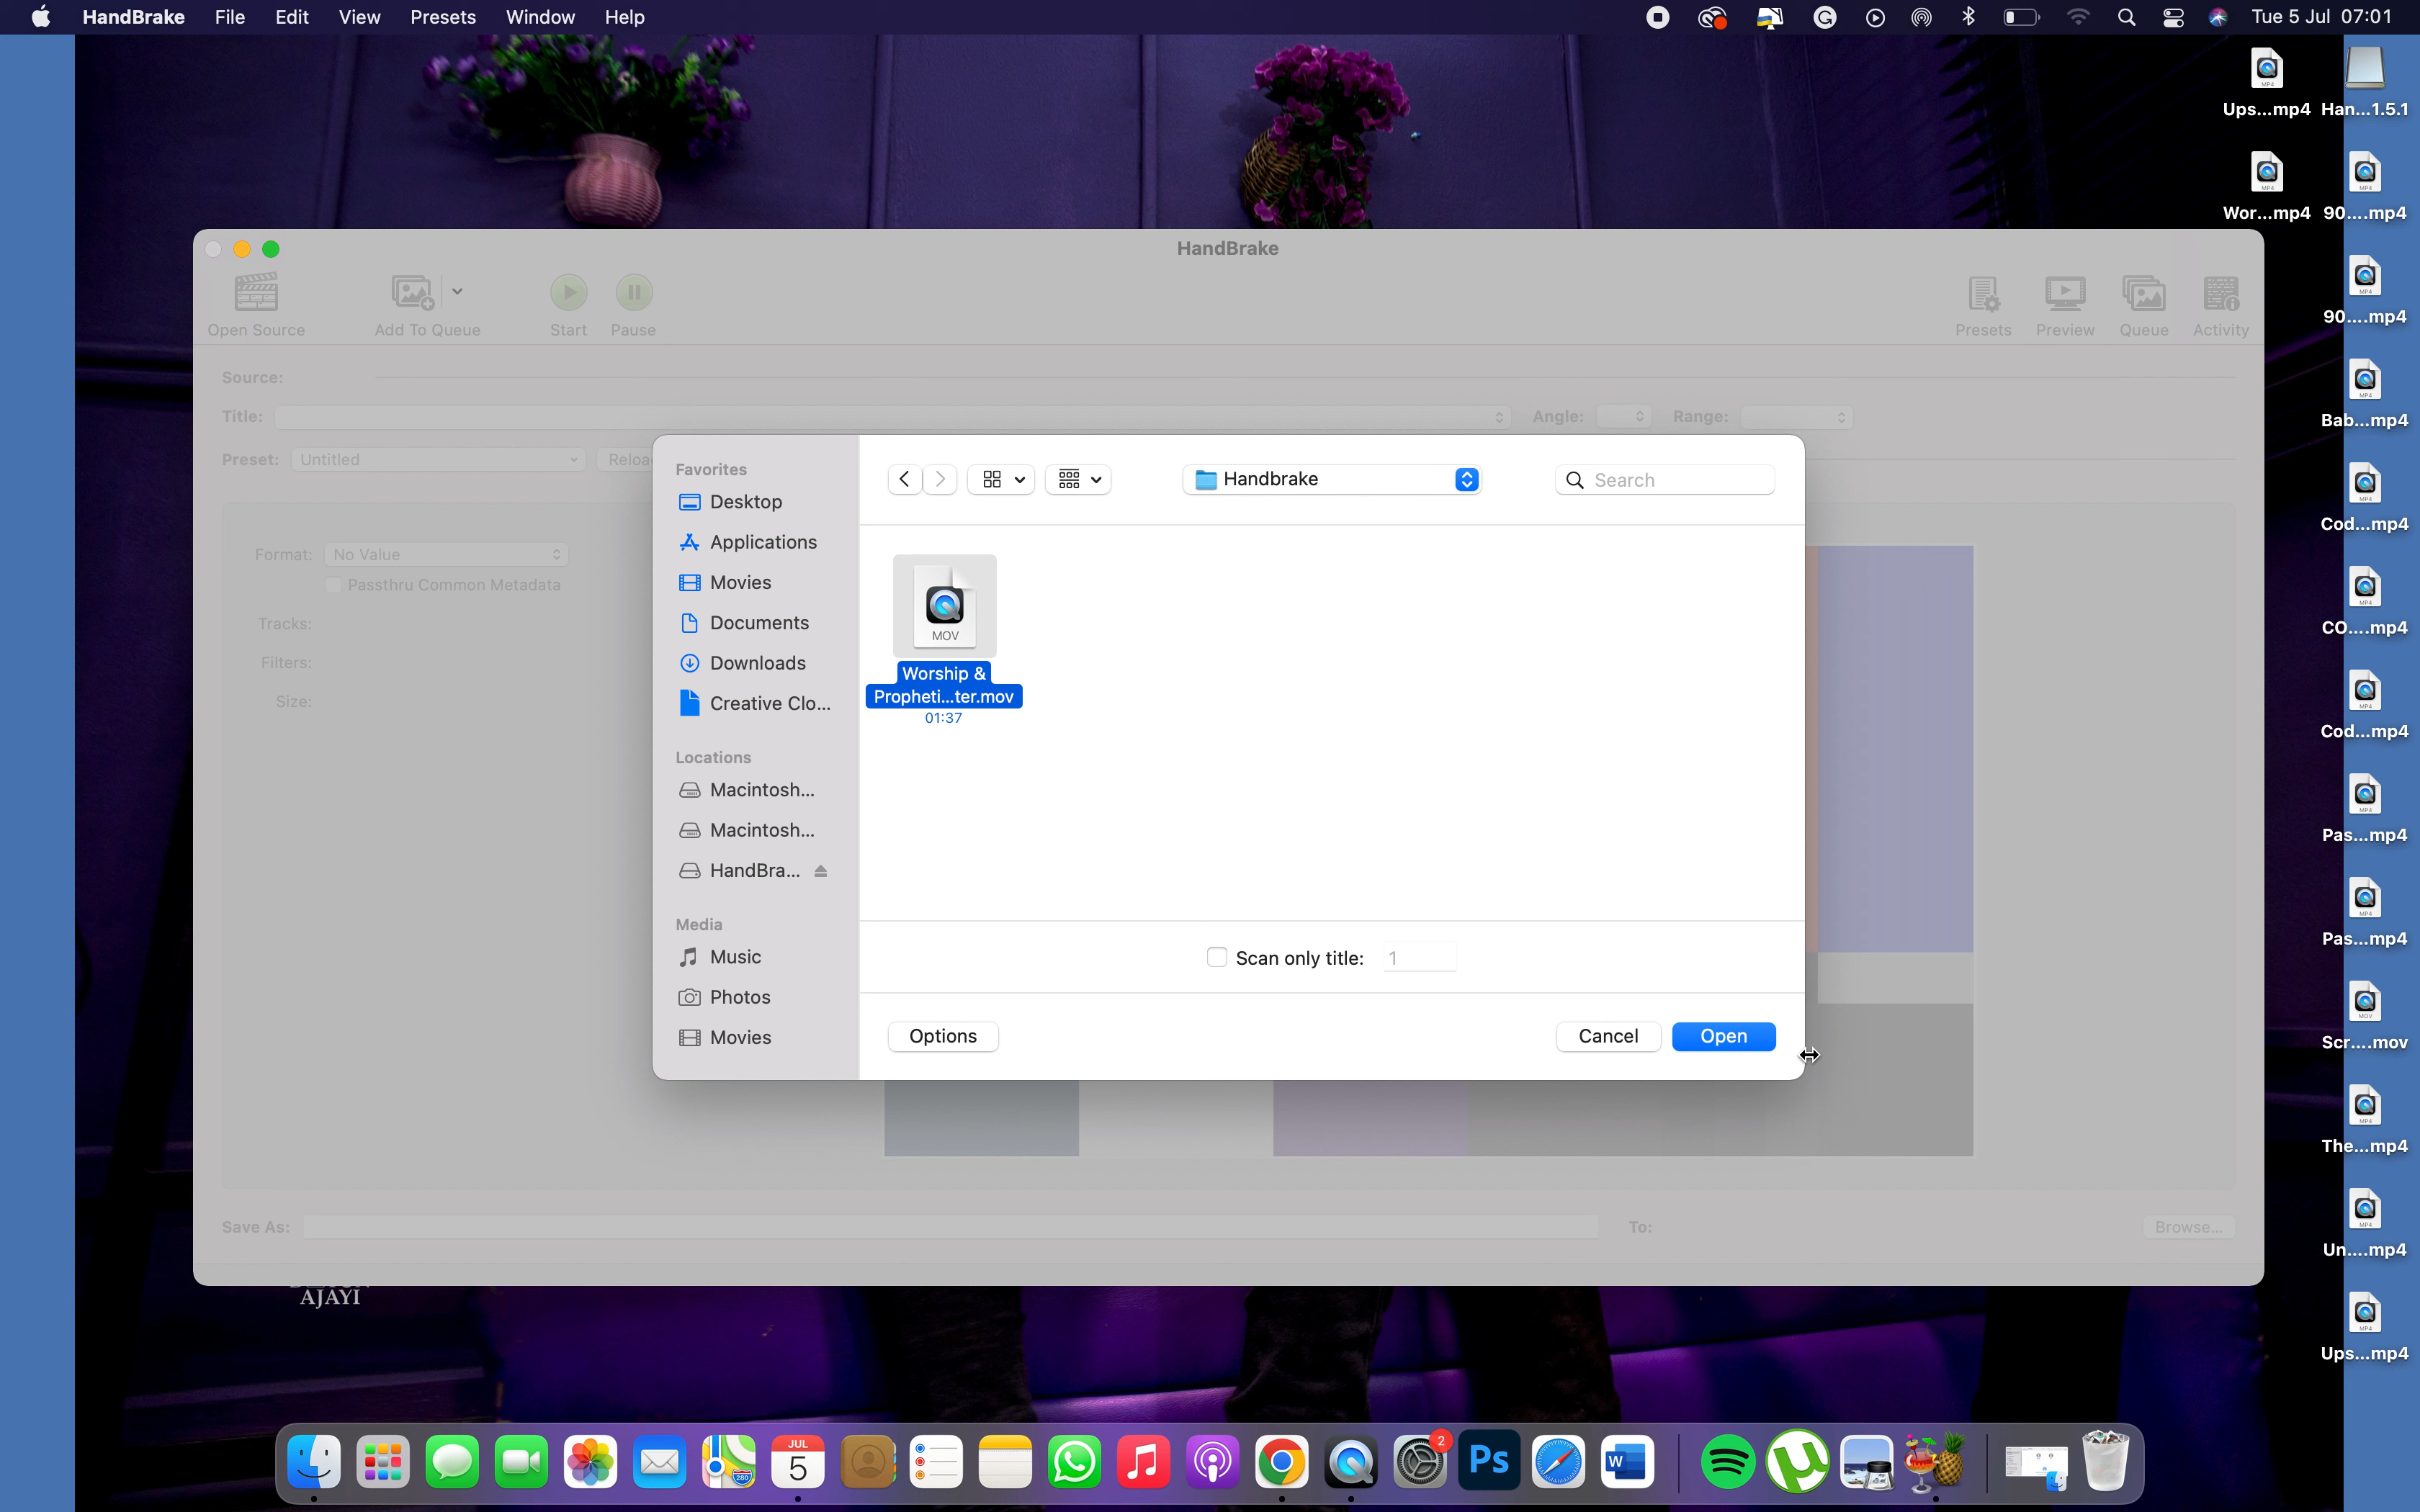 HandBrake File Edit View Presets Window Help Tue 5 Jul 07:01
Ups...mp4 Han...1.5.1
Wor...mp4 90....mp4
90....mp4
Bab...mp4
Cod...mp4
CO....mp4
Cod...mp4
Pas...mp4
Pas...mp4
Scr....mov
The...mp4
Un....mp4
Ups...mp4
HandBrake
Open Source Add To Queue Start Pause Presets Preview Queue Activity
Source:
Title: Angle: Range:
Preset: Untitled Reloa
Format: No Value
Passthru Common Metadata
Tracks:
Filters:
Size:
Favorites
Desktop
Applications
Movies
Documents
Downloads
Creative Clo...
Locations
Macintosh...
Macintosh...
HandBra...
Media
Music
Photos
Movies
Handbrake Search
MOV
Worship &
Propheti...ter.mov
01:37
Scan only title: 1
Options Cancel Open
Save As: To: Browse...
AJAYI
JUL
5
280
2
Ps
W